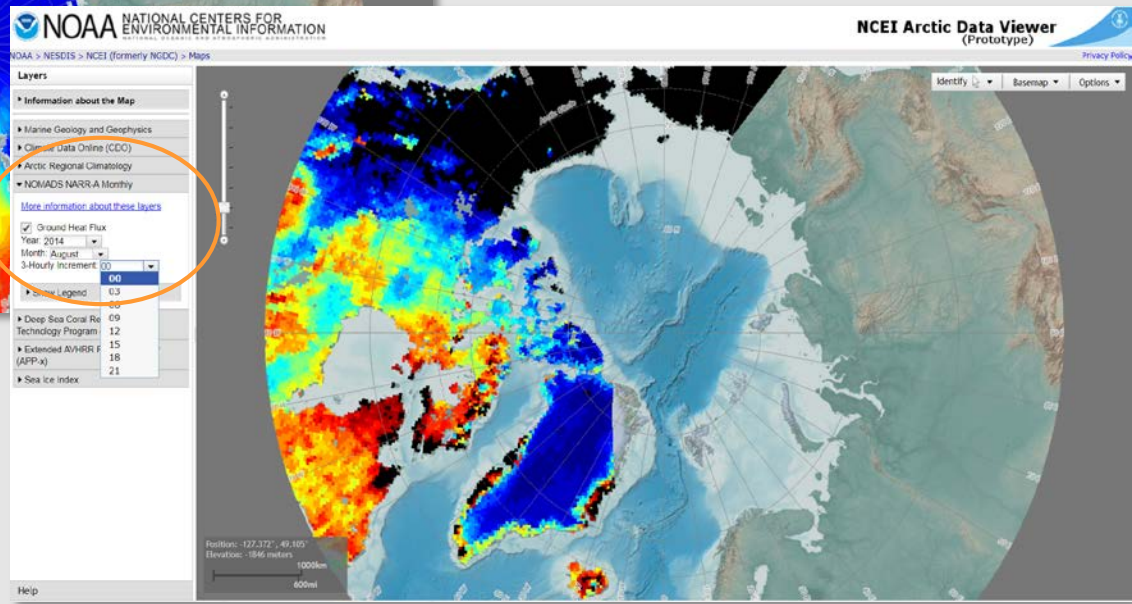 NOAA NATIONAL CENTERS FOR ENVIRONMENTAL INFORMATION
NATIONAL OCEANIC AND ATMOSPHERIC ADMINISTRATION
NCEI Arctic Data Viewer
(Prototype)
NOAA > NESDIS > NCEI (formerly NGDC) > Maps
Privacy Policy
Layers
Information about the Map
Marine Geology and Geophysics
Climate Data Online (CDO)
Arctic Regional Climatology
NOMADS NARR-A Monthly
More information about these layers
Ground Heat Flux
Year: 2014
Month: August
3-Hourly Increment: 00
00
03
09
12
15
18
21
Show Legend
Deep Sea Coral Re
Technology Program
Extended AVHRR
(APP-x)
Sea Ice Index
Help
Identify
Basemap
Options
Arctic Circle
Position: -127.372°, 49.105°
Elevation: -1846 meters
1000km
600mi